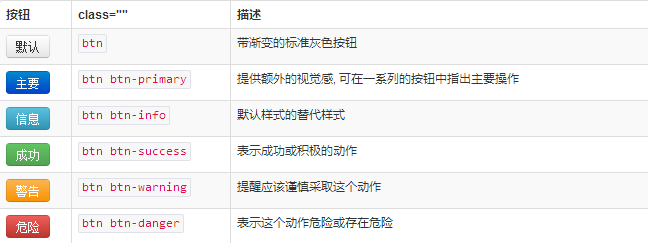 按钮 class="" 描述
默认 btn 带渐变的标准灰色按钮
主要 btn btn-primary 提供额外的视觉感, 可在一系列的按钮中指出主要操作
信息 btn btn-info 默认样式的替代样式
成功 btn btn-success 表示成功或积极的动作
警告 btn btn-warning 提醒应该谨慎采取这个动作
危险 btn btn-danger 表示这个动作危险或存在危险